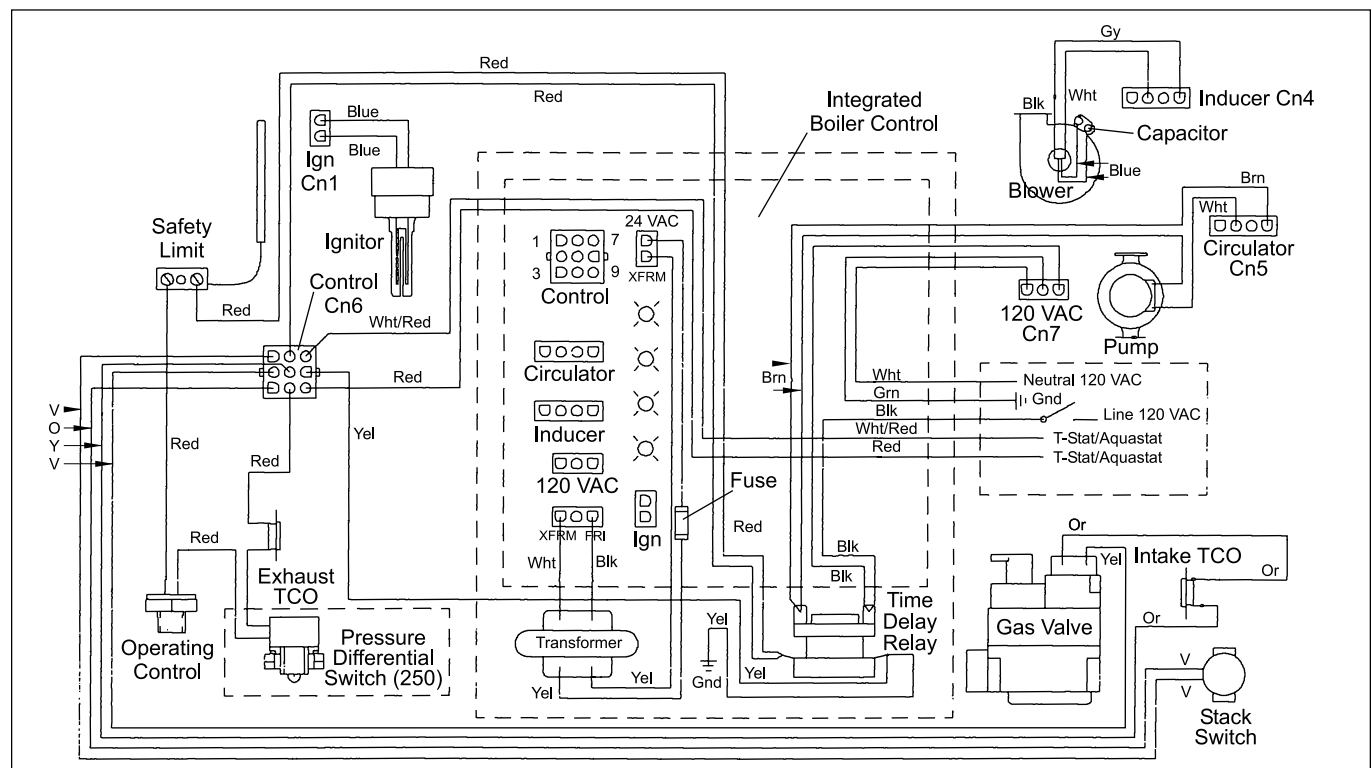 Red
Red
Blue
Blue
Ign
Cn1
Ignitor
Safety
Limit
Control
Cn6
Red
Wht/Red
Red
Yel
V
O
Y
V
Red
Red
Red
Exhaust
TCO
Operating
Control
Pressure
Differential
Switch (250)
Integrated
Boiler Control
1
7
3
9
Control
24 VAC
XFRM
Circulator
Inducer
120 VAC
XFRM
PRI
Ign
Fuse
Wht
Blk
Transformer
Yel
Yel
Red
Yel
Gnd
Yel
Blk
Blk
Time
Delay
Relay
Brn
Gy
Wht
Blk
Inducer Cn4
Capacitor
Blue
Blower
Brn
Wht
Circulator
Cn5
120 VAC
Cn7
Pump
Wht
Neutral 120 VAC
Grn
Gnd
Blk
Line 120 VAC
Wht/Red
T-Stat/Aquastat
Red
T-Stat/Aquastat
Or
Yel
Intake TCO
Or
Or
Gas Valve
V
V
Stack
Switch